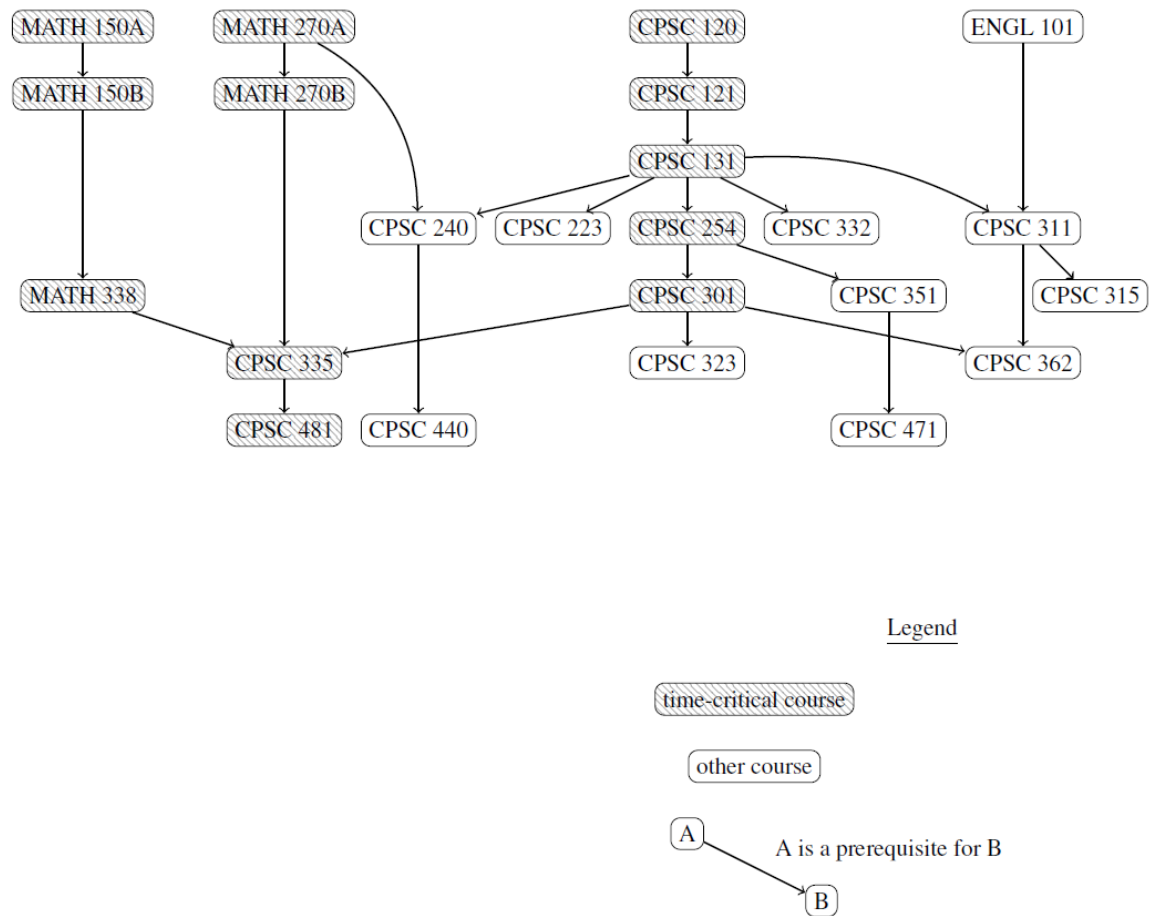 MATH 150A
MATH 270A
CPSC 120
ENGL 101
MATH 150B
MATH 270B
CPSC 121
CPSC 131
CPSC 240
CPSC 223
CPSC 254
CPSC 332
CPSC 311
MATH 338
CPSC 301
CPSC 351
CPSC 315
CPSC 335
CPSC 323
CPSC 362
CPSC 481
CPSC 440
CPSC 471
Legend
time-critical course
other course
A
A is a prerequisite for B
B